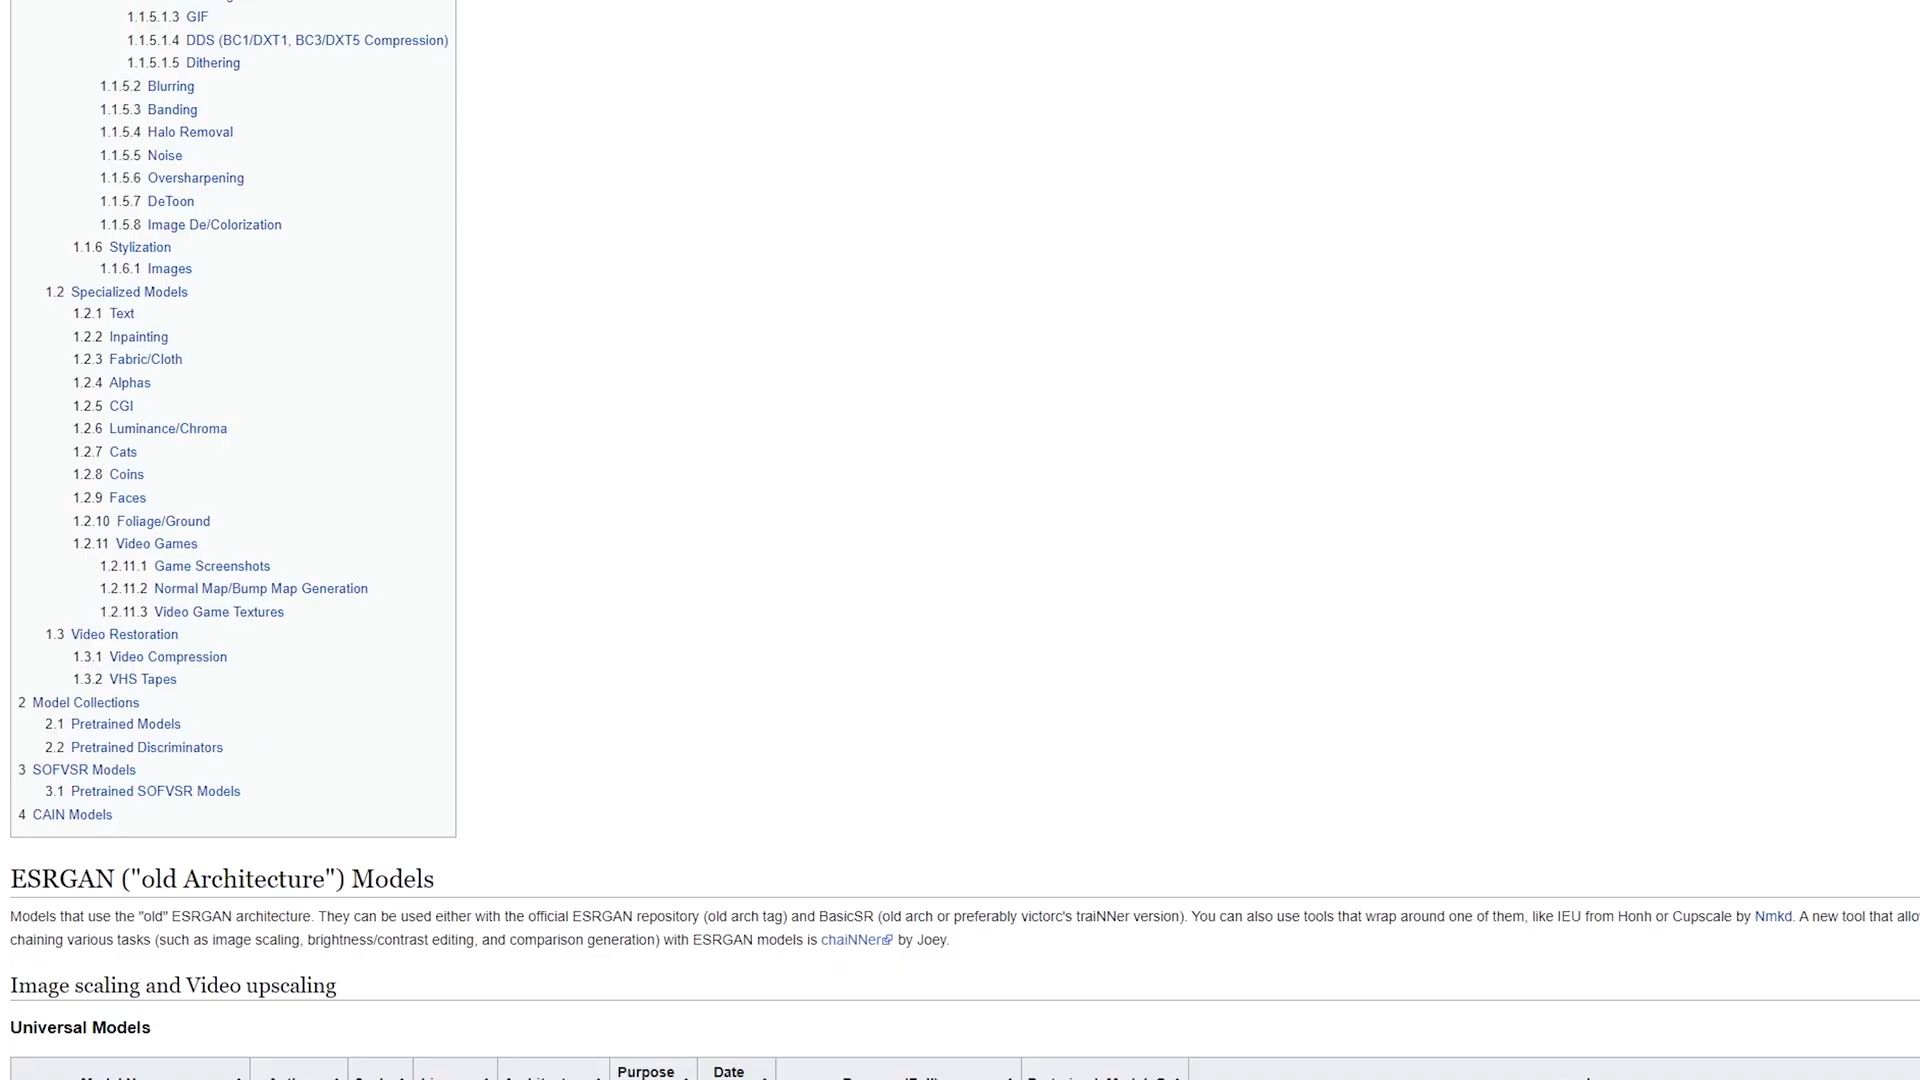 1.1.5.1.3 GIF
1.1.5.1.4 DDS (BC1/DXT1, BC3/DXT5 Compression)
1.1.5.1.5 Dithering
1.1.5.2 Blurring
1.1.5.3 Banding
1.1.5.4 Halo Removal
1.1.5.5 Noise
1.1.5.6 Oversharpening
1.1.5.7 DeToon
1.1.5.8 Image De/Colorization
1.1.6 Stylization
1.1.6.1 Images
1.2 Specialized Models
1.2.1 Text
1.2.2 Inpainting
1.2.3 Fabric/Cloth
1.2.4 Alphas
1.2.5 CGI
1.2.6 Luminance/Chroma
1.2.7 Cats
1.2.8 Coins
1.2.9 Faces
1.2.10 Foliage/Ground
1.2.11 Video Games
1.2.11.1 Game Screenshots
1.2.11.2 Normal Map/Bump Map Generation
1.2.11.3 Video Game Textures
1.3 Video Restoration
1.3.1 Video Compression
1.3.2 VHS Tapes
2 Model Collections
2.1 Pretrained Models
2.2 Pretrained Discriminators
3 SOFVSR Models
3.1 Pretrained SOFVSR Models
4 CAIN Models
ESRGAN ("old Architecture") Models
Models that use the "old" ESRGAN architecture. They can be used either with the official ESRGAN repository (old arch tag) and BasicSR (old arch or preferably victorc's traiNNer version). You can also use tools that wrap around one of them, like IEU from Honh or Cupscale by Nmkd. A new tool that allo
chaining various tasks (such as image scaling, brightness/contrast editing, and comparison generation) with ESRGAN models is chaiNNer by Joey.
Image scaling and Video upscaling
Universal Models
Purpose Date